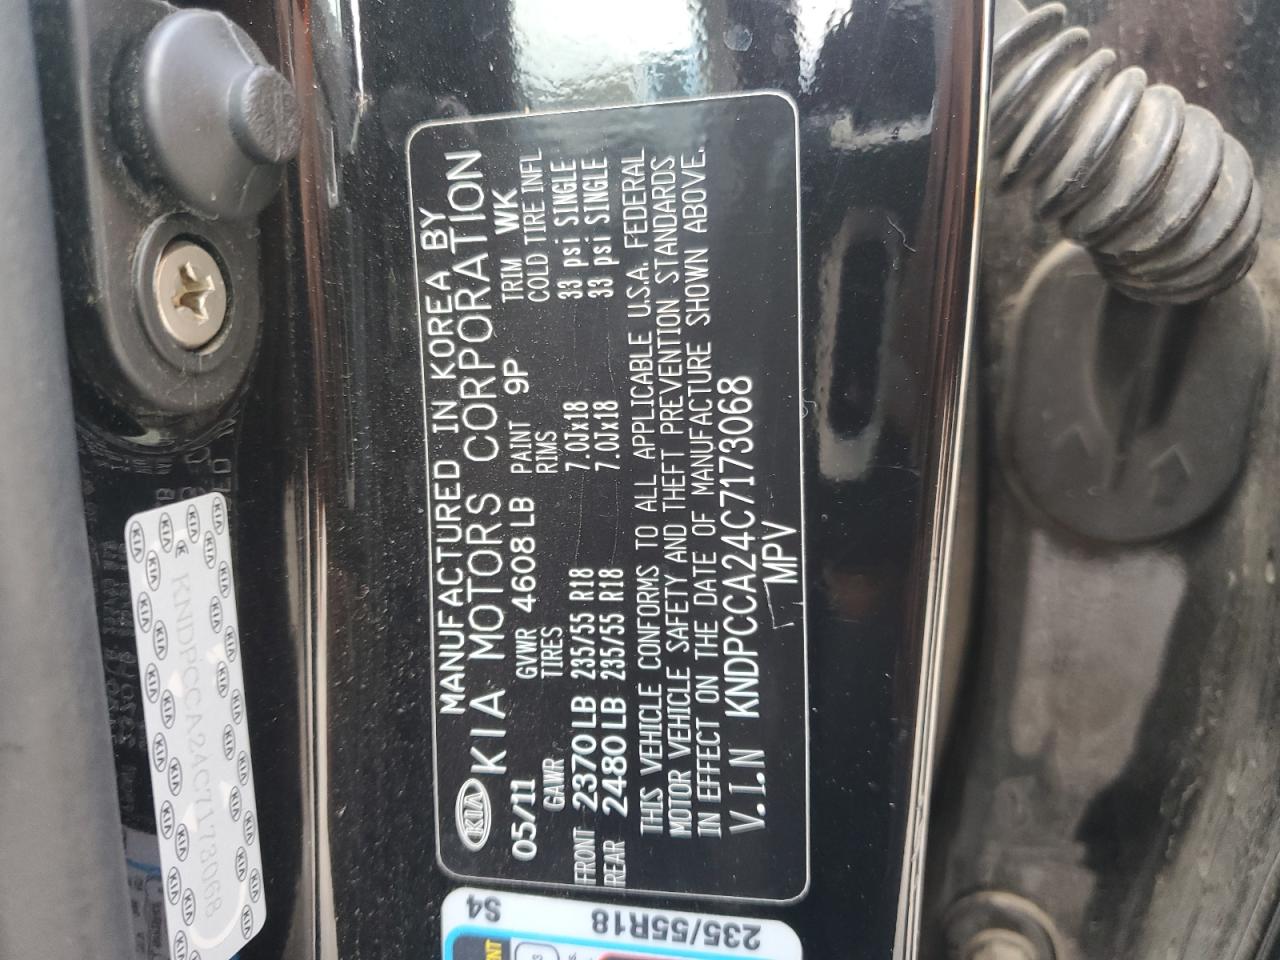 MANUFACTURED IN KOREA BY
KIA KIA MOTORS CORPORATION
05/11 GVWR 4608LB PAINT 9P TRIM WK
GAWR TIRES RIMS COLD TIRE INFL
FRONT 2370LB 235/55 R18 7.0Jx18 33 psi SINGLE
REAR 2480LB 235/55 R18 7.0Jx18 33 psi SINGLE
THIS VEHICLE CONFORMS TO ALL APPLICABLE U.S.A. FEDERAL
MOTOR VEHICLE SAFETY AND THEFT PREVENTION STANDARDS
IN EFFECT ON THE DATE OF MANUFACTURE SHOWN ABOVE.
V.I.N KNDPCCA24C7173068
MPV
KNDPCCA24C7173068
235/55R18
S4